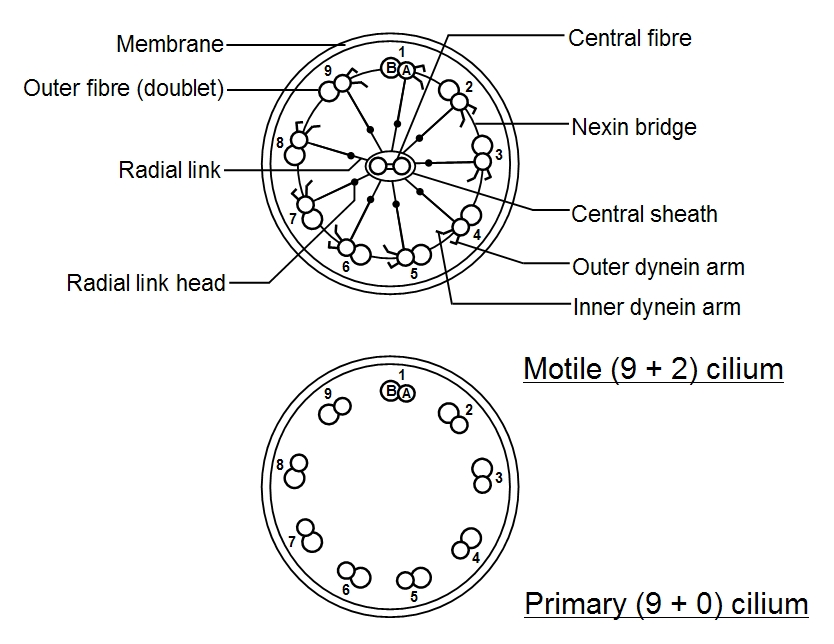 Membrane
Central fibre
Outer fibre (doublet)
1
B A
9
2
Nexin bridge
8
3
Radial link
Central sheath
7
4
Radial link head
6
5
Outer dynein arm
Inner dynein arm
Motile (9 + 2) cilium
1
B A
9
2
8
3
7
4
6
5
Primary (9 + 0) cilium